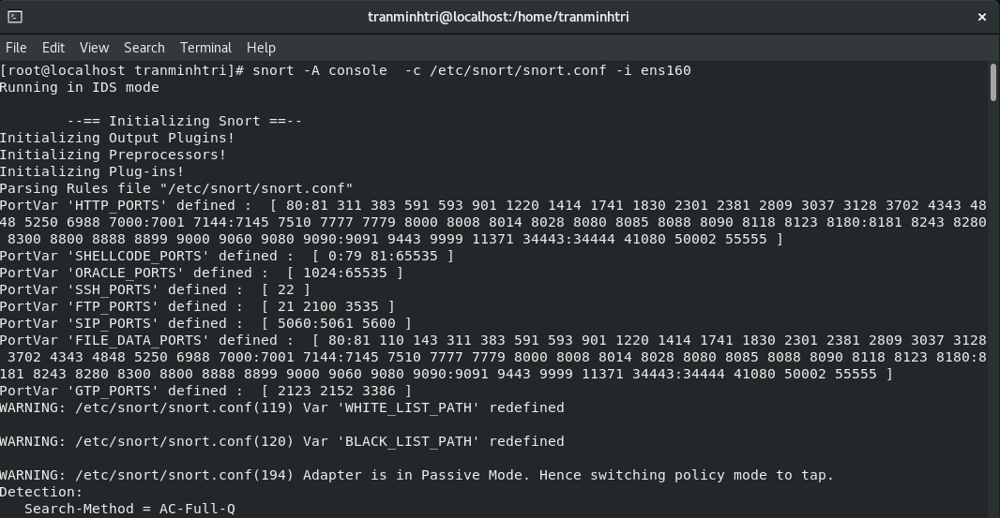 tranminhtri@localhost:/home/tranminhtri
File Edit View Search Terminal Help
[root@localhost tranminhtri]# snort -A console  -c /etc/snort/snort.conf -i ens160
Running in IDS mode
        --== Initializing Snort ==--
Initializing Output Plugins!
Initializing Preprocessors!
Initializing Plug-ins!
Parsing Rules file "/etc/snort/snort.conf"
PortVar 'HTTP_PORTS' defined :  [ 80:81 311 383 591 593 901 1220 1414 1741 1830 2301 2381 2809 3037 3128 3702 4343 48
48 5250 6988 7000:7001 7144:7145 7510 7777 7779 8000 8008 8014 8028 8080 8085 8088 8090 8118 8123 8180:8181 8243 8280
 8300 8800 8888 8899 9000 9060 9080 9090:9091 9443 9999 11371 34443:34444 41080 50002 55555 ]
PortVar 'SHELLCODE_PORTS' defined :  [ 0:79 81:65535 ]
PortVar 'ORACLE_PORTS' defined :  [ 1024:65535 ]
PortVar 'SSH_PORTS' defined :  [ 22 ]
PortVar 'FTP_PORTS' defined :  [ 21 2100 3535 ]
PortVar 'SIP_PORTS' defined :  [ 5060:5061 5600 ]
PortVar 'FILE_DATA_PORTS' defined :  [ 80:81 110 143 311 383 591 593 901 1220 1414 1741 1830 2301 2381 2809 3037 3128
 3702 4343 4848 5250 6988 7000:7001 7144:7145 7510 7777 7779 8000 8008 8014 8028 8080 8085 8088 8090 8118 8123 8180:8
181 8243 8280 8300 8800 8888 8899 9000 9060 9080 9090:9091 9443 9999 11371 34443:34444 41080 50002 55555 ]
PortVar 'GTP_PORTS' defined :  [ 2123 2152 3386 ]
WARNING: /etc/snort/snort.conf(119) Var 'WHITE_LIST_PATH' redefined
WARNING: /etc/snort/snort.conf(120) Var 'BLACK_LIST_PATH' redefined
WARNING: /etc/snort/snort.conf(194) Adapter is in Passive Mode. Hence switching policy mode to tap.
Detection:
   Search-Method = AC-Full-Q